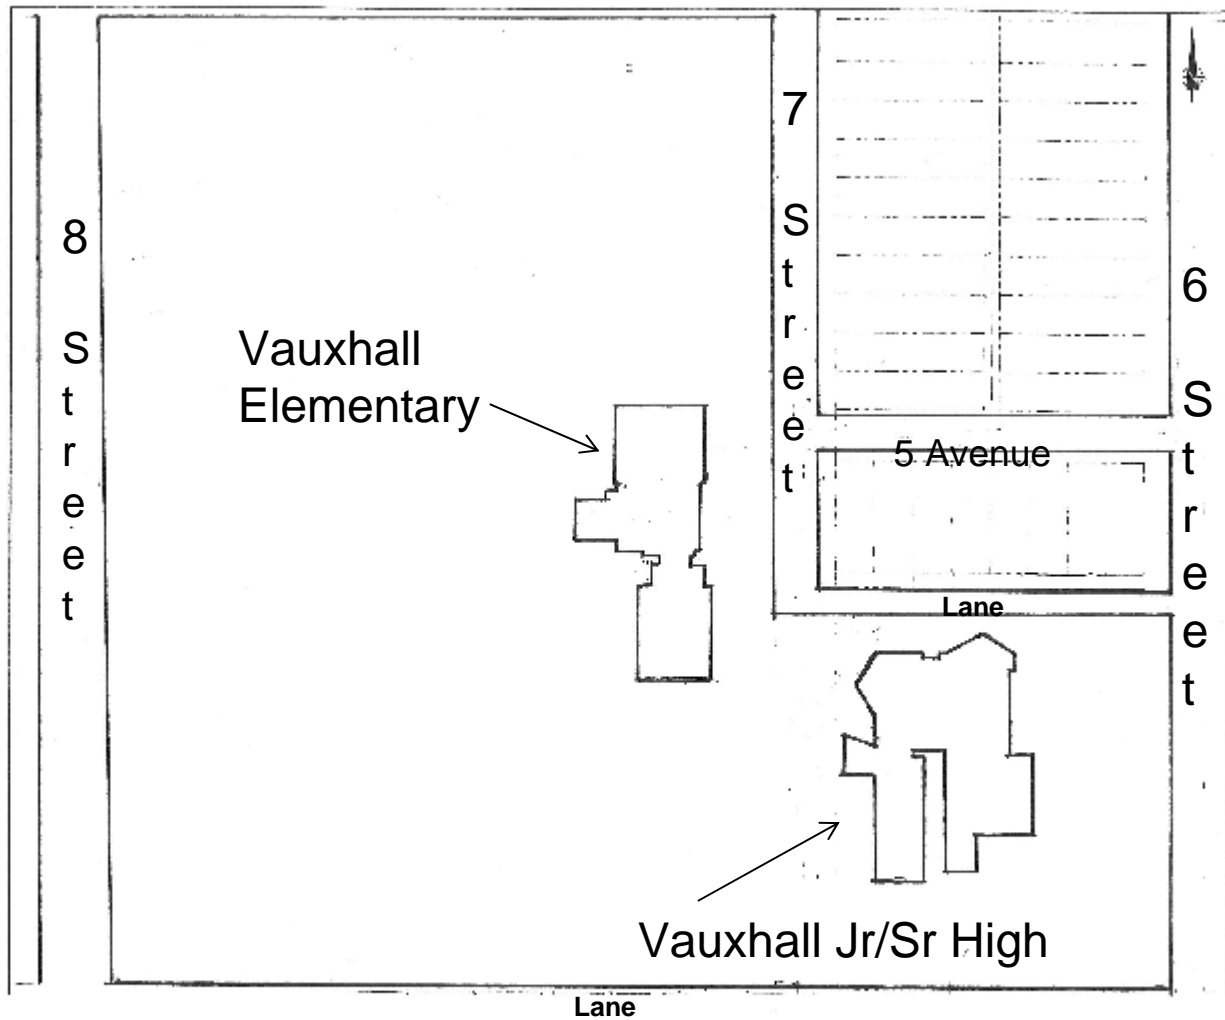 8 Street
7 Street
6 Street
Vauxhall
Elementary
5 Avenue
Lane
Vauxhall Jr/Sr High
Lane